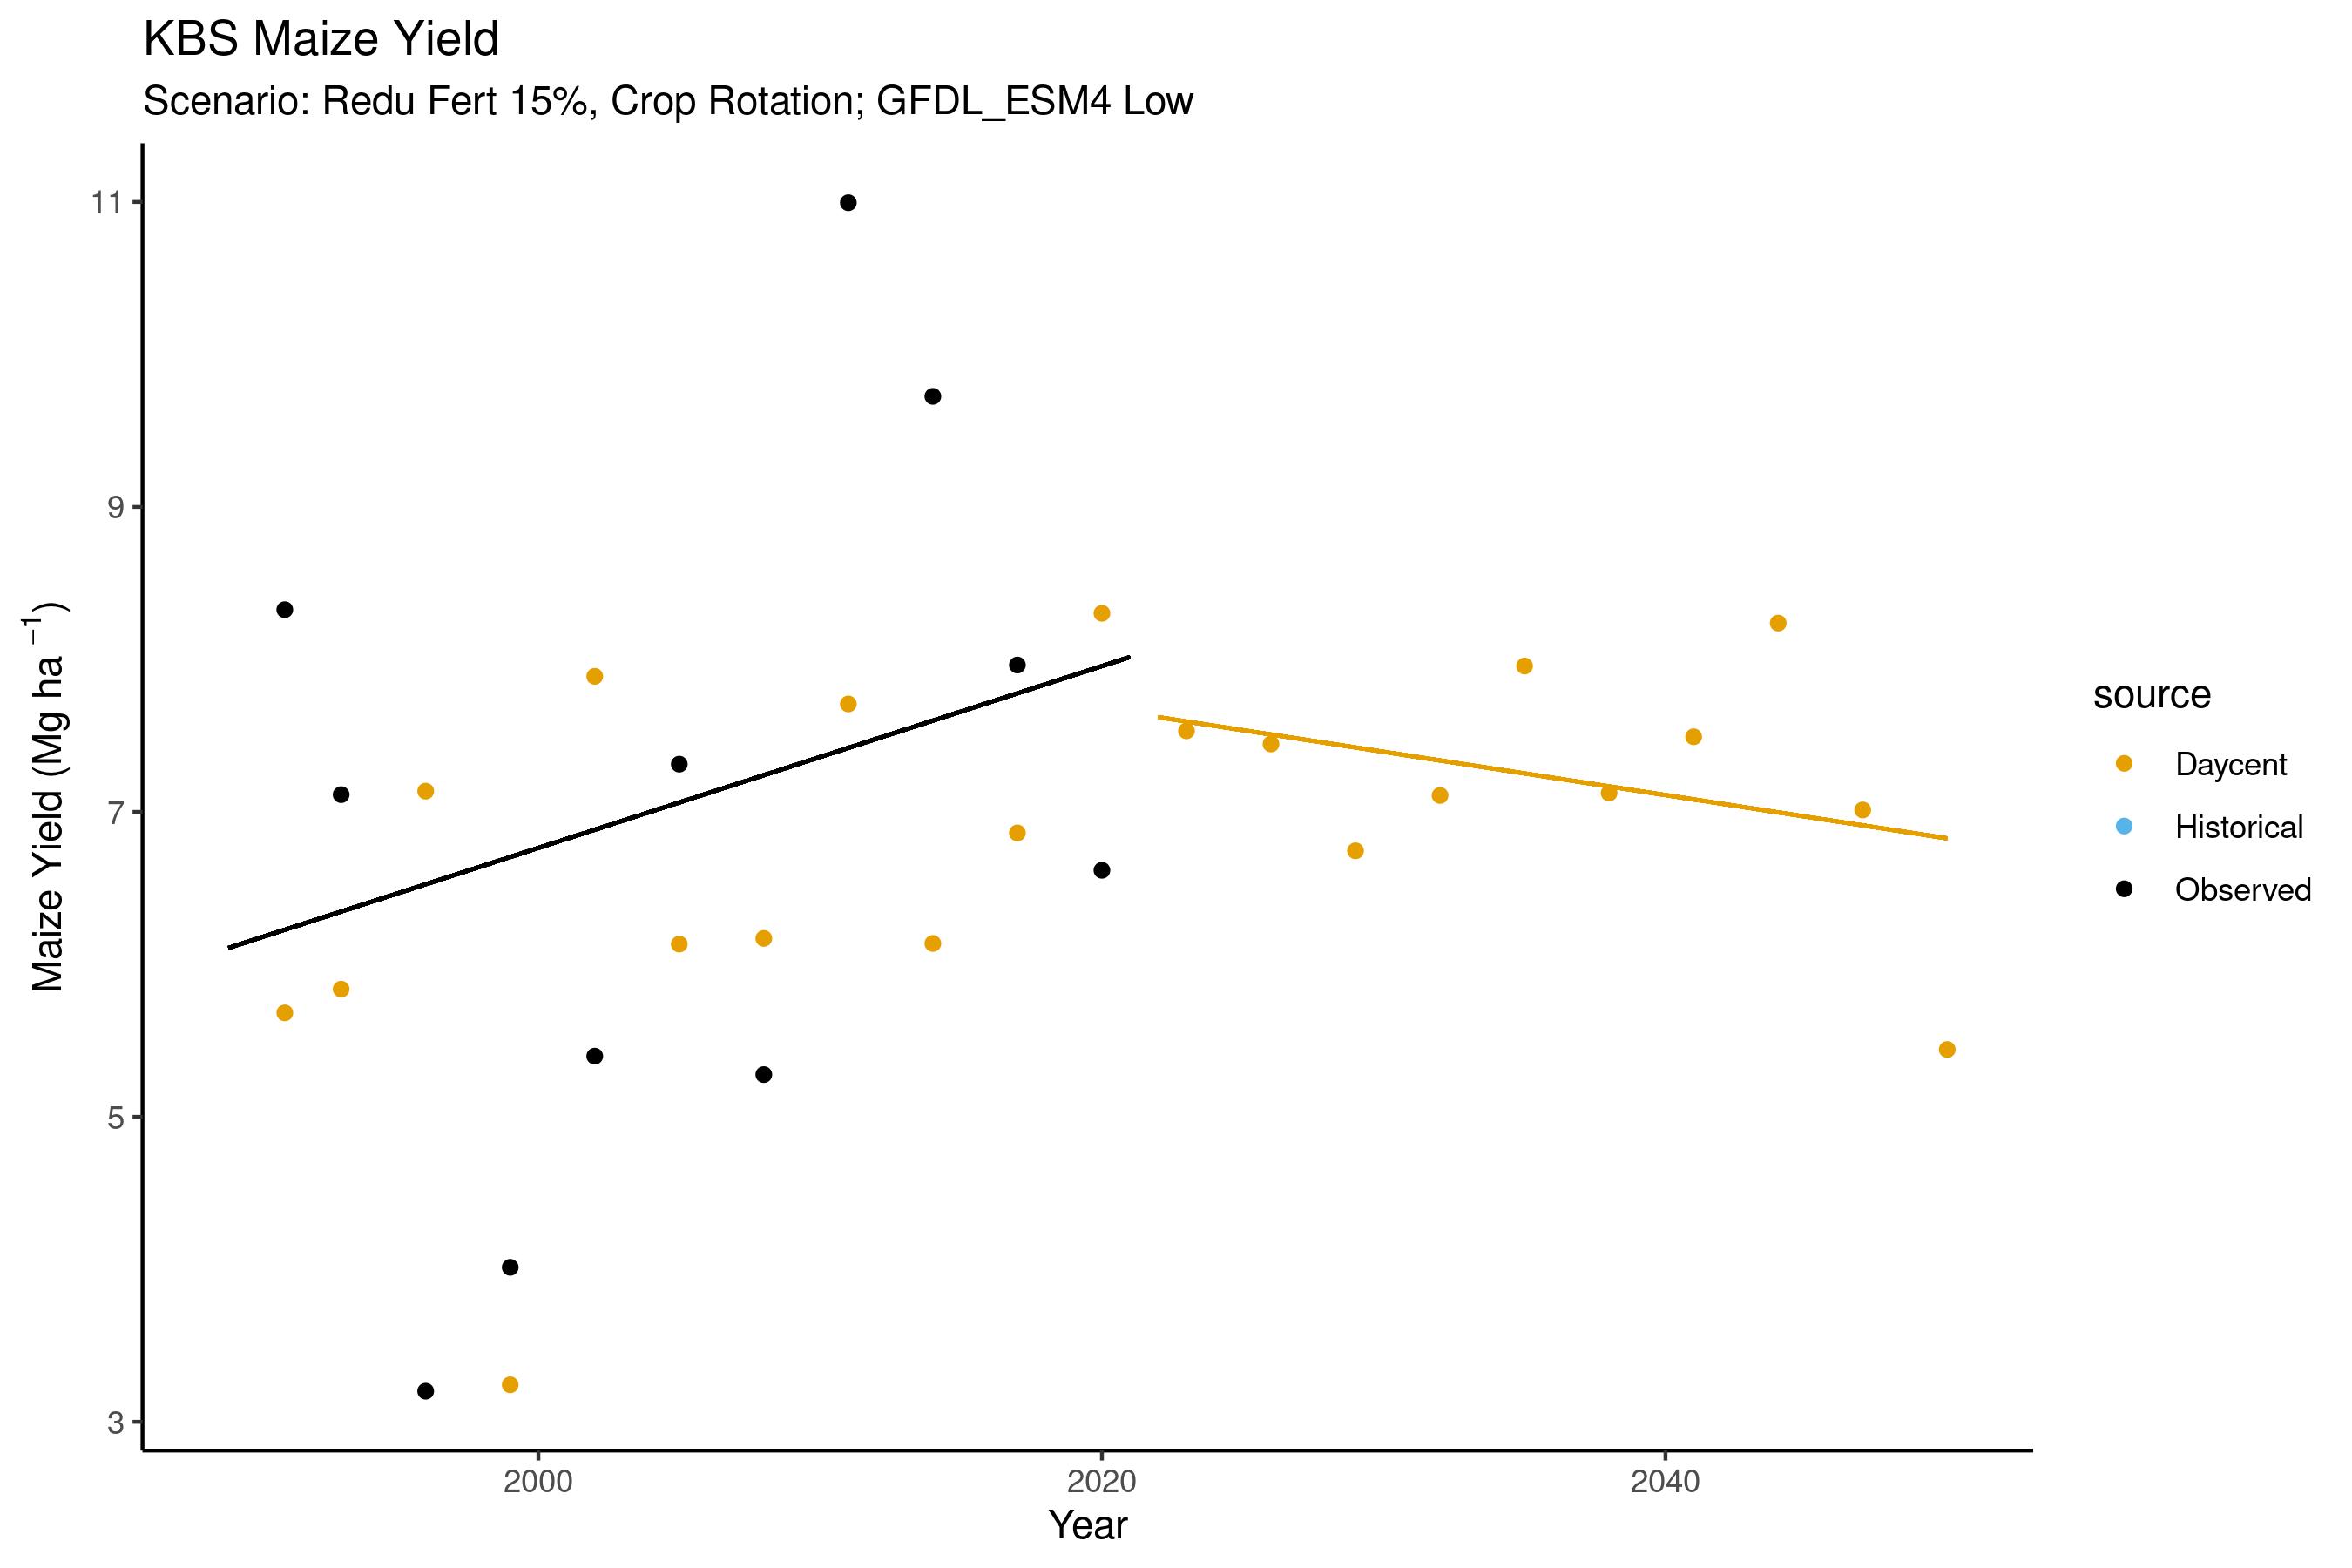 KBS Maize Yield
Scenario: Redu Fert 15%, Crop Rotation; GFDL_ESM4 Low
Maize Yield (Mg ha −1)
11
9
7
5
3
2000
2020
2040
Year
source
Daycent
Historical
Observed